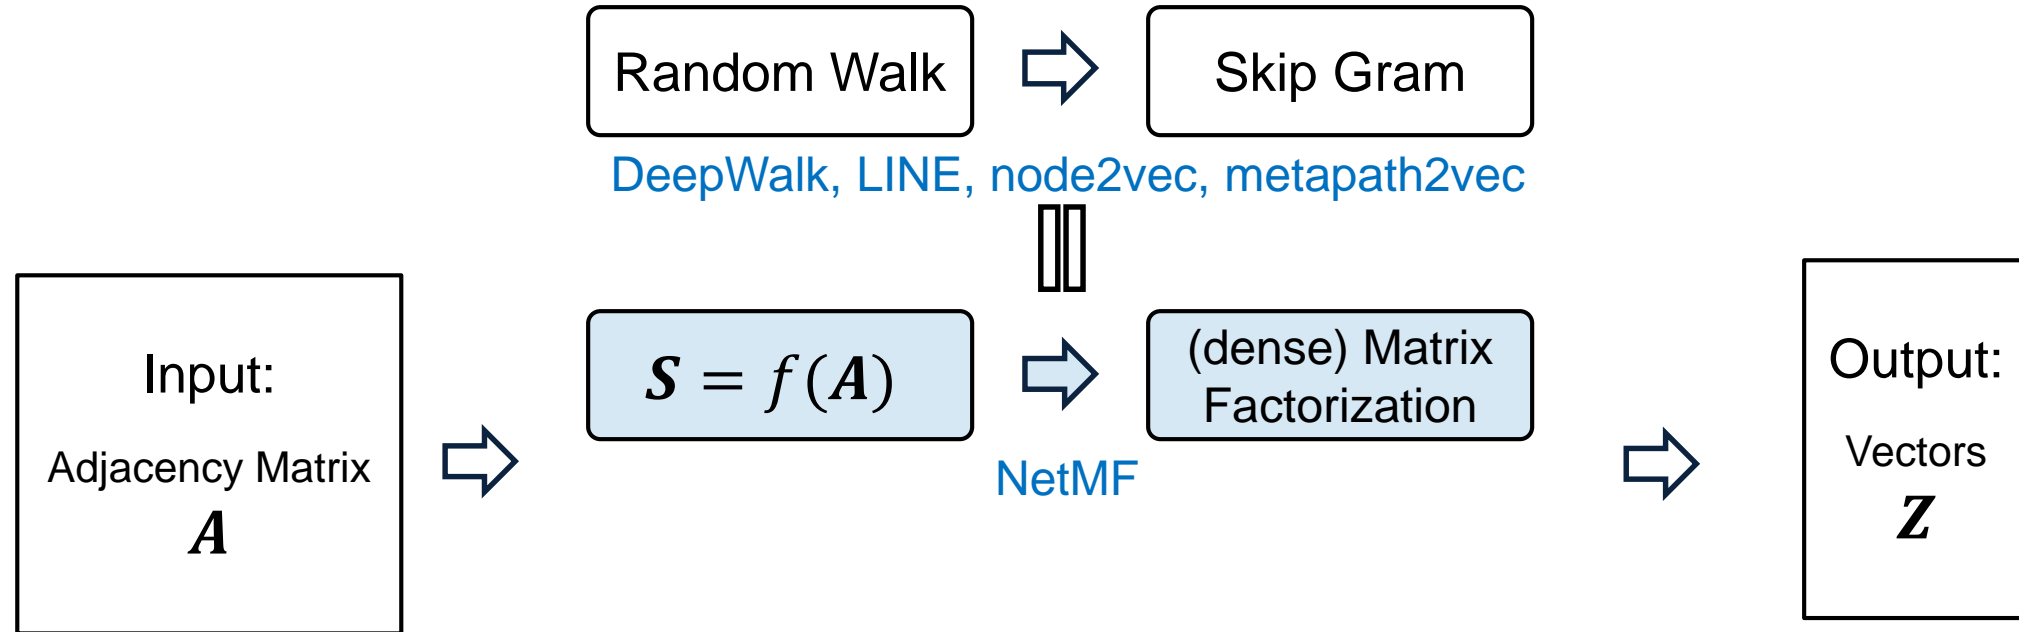 Random Walk
Skip Gram
DeepWalk, LINE, node2vec, metapath2vec
Input:
Adjacency Matrix
A
S = f(A)
(dense) Matrix
Factorization
NetMF
Output:
Vectors
Z